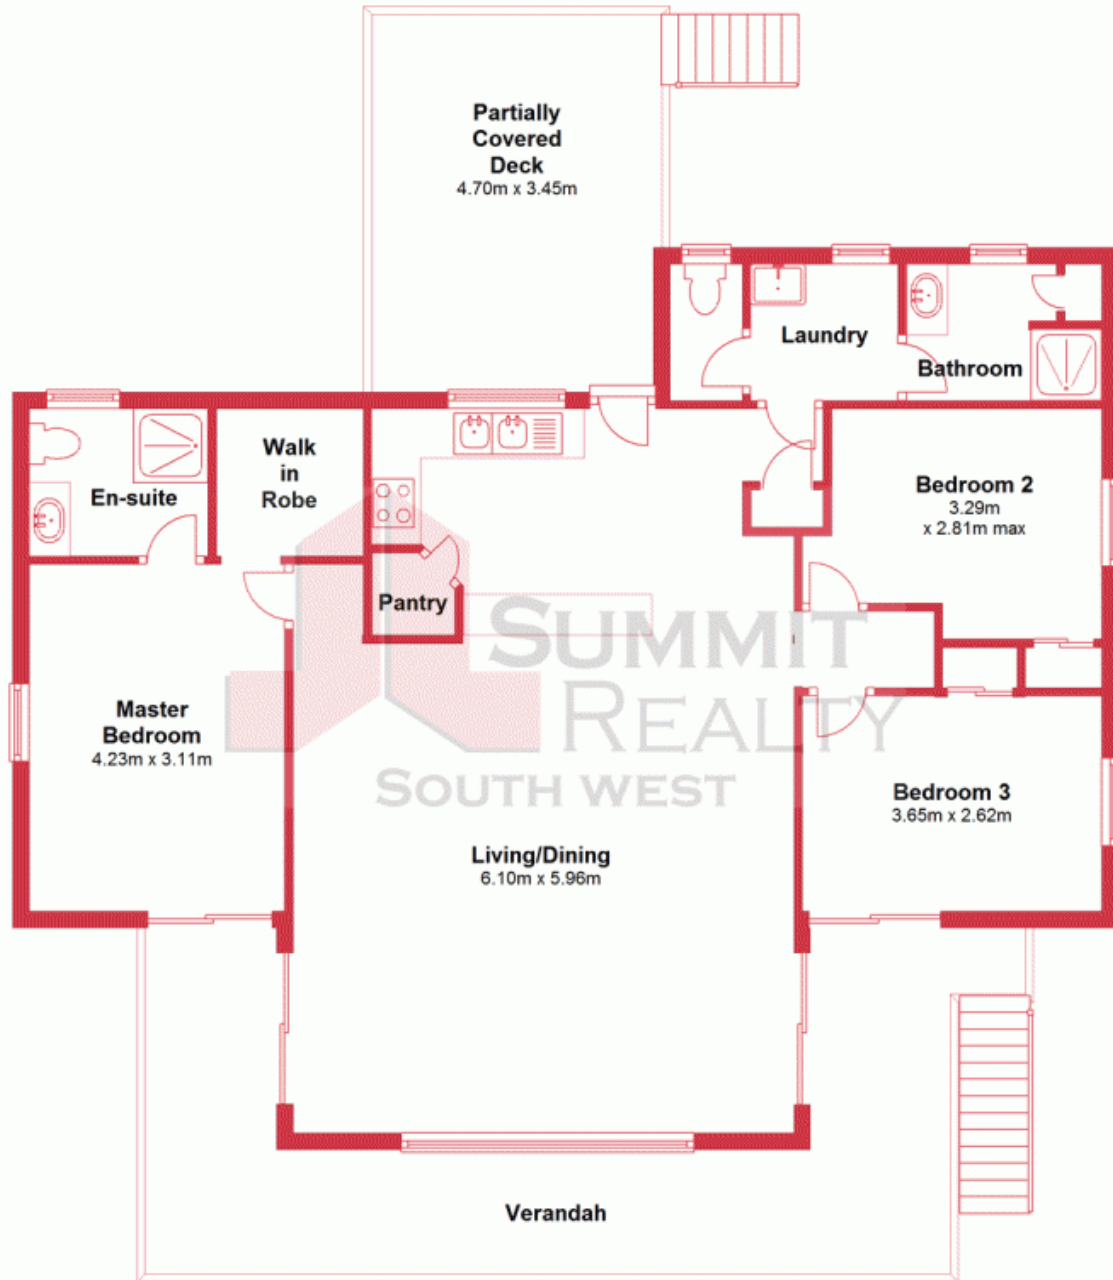 Partially
Covered
Deck
4.70m x 3.45m
Laundry
Bathroom
Walk
in
Robe
En-suite
Bedroom 2
3.29m
x 2.81m max
Pantry
SUMMIT
REALTY
SOUTH WEST
Master
Bedroom
4.23m x 3.11m
Bedroom 3
3.65m x 2.62m
Living/Dining
6.10m x 5.96m
Verandah